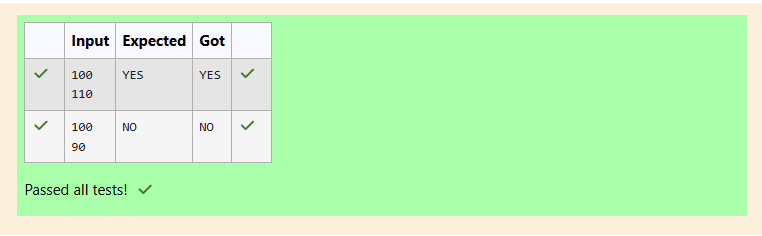 Input Expected Got
100 YES YES
110
100 NO NO
90
Passed all tests!